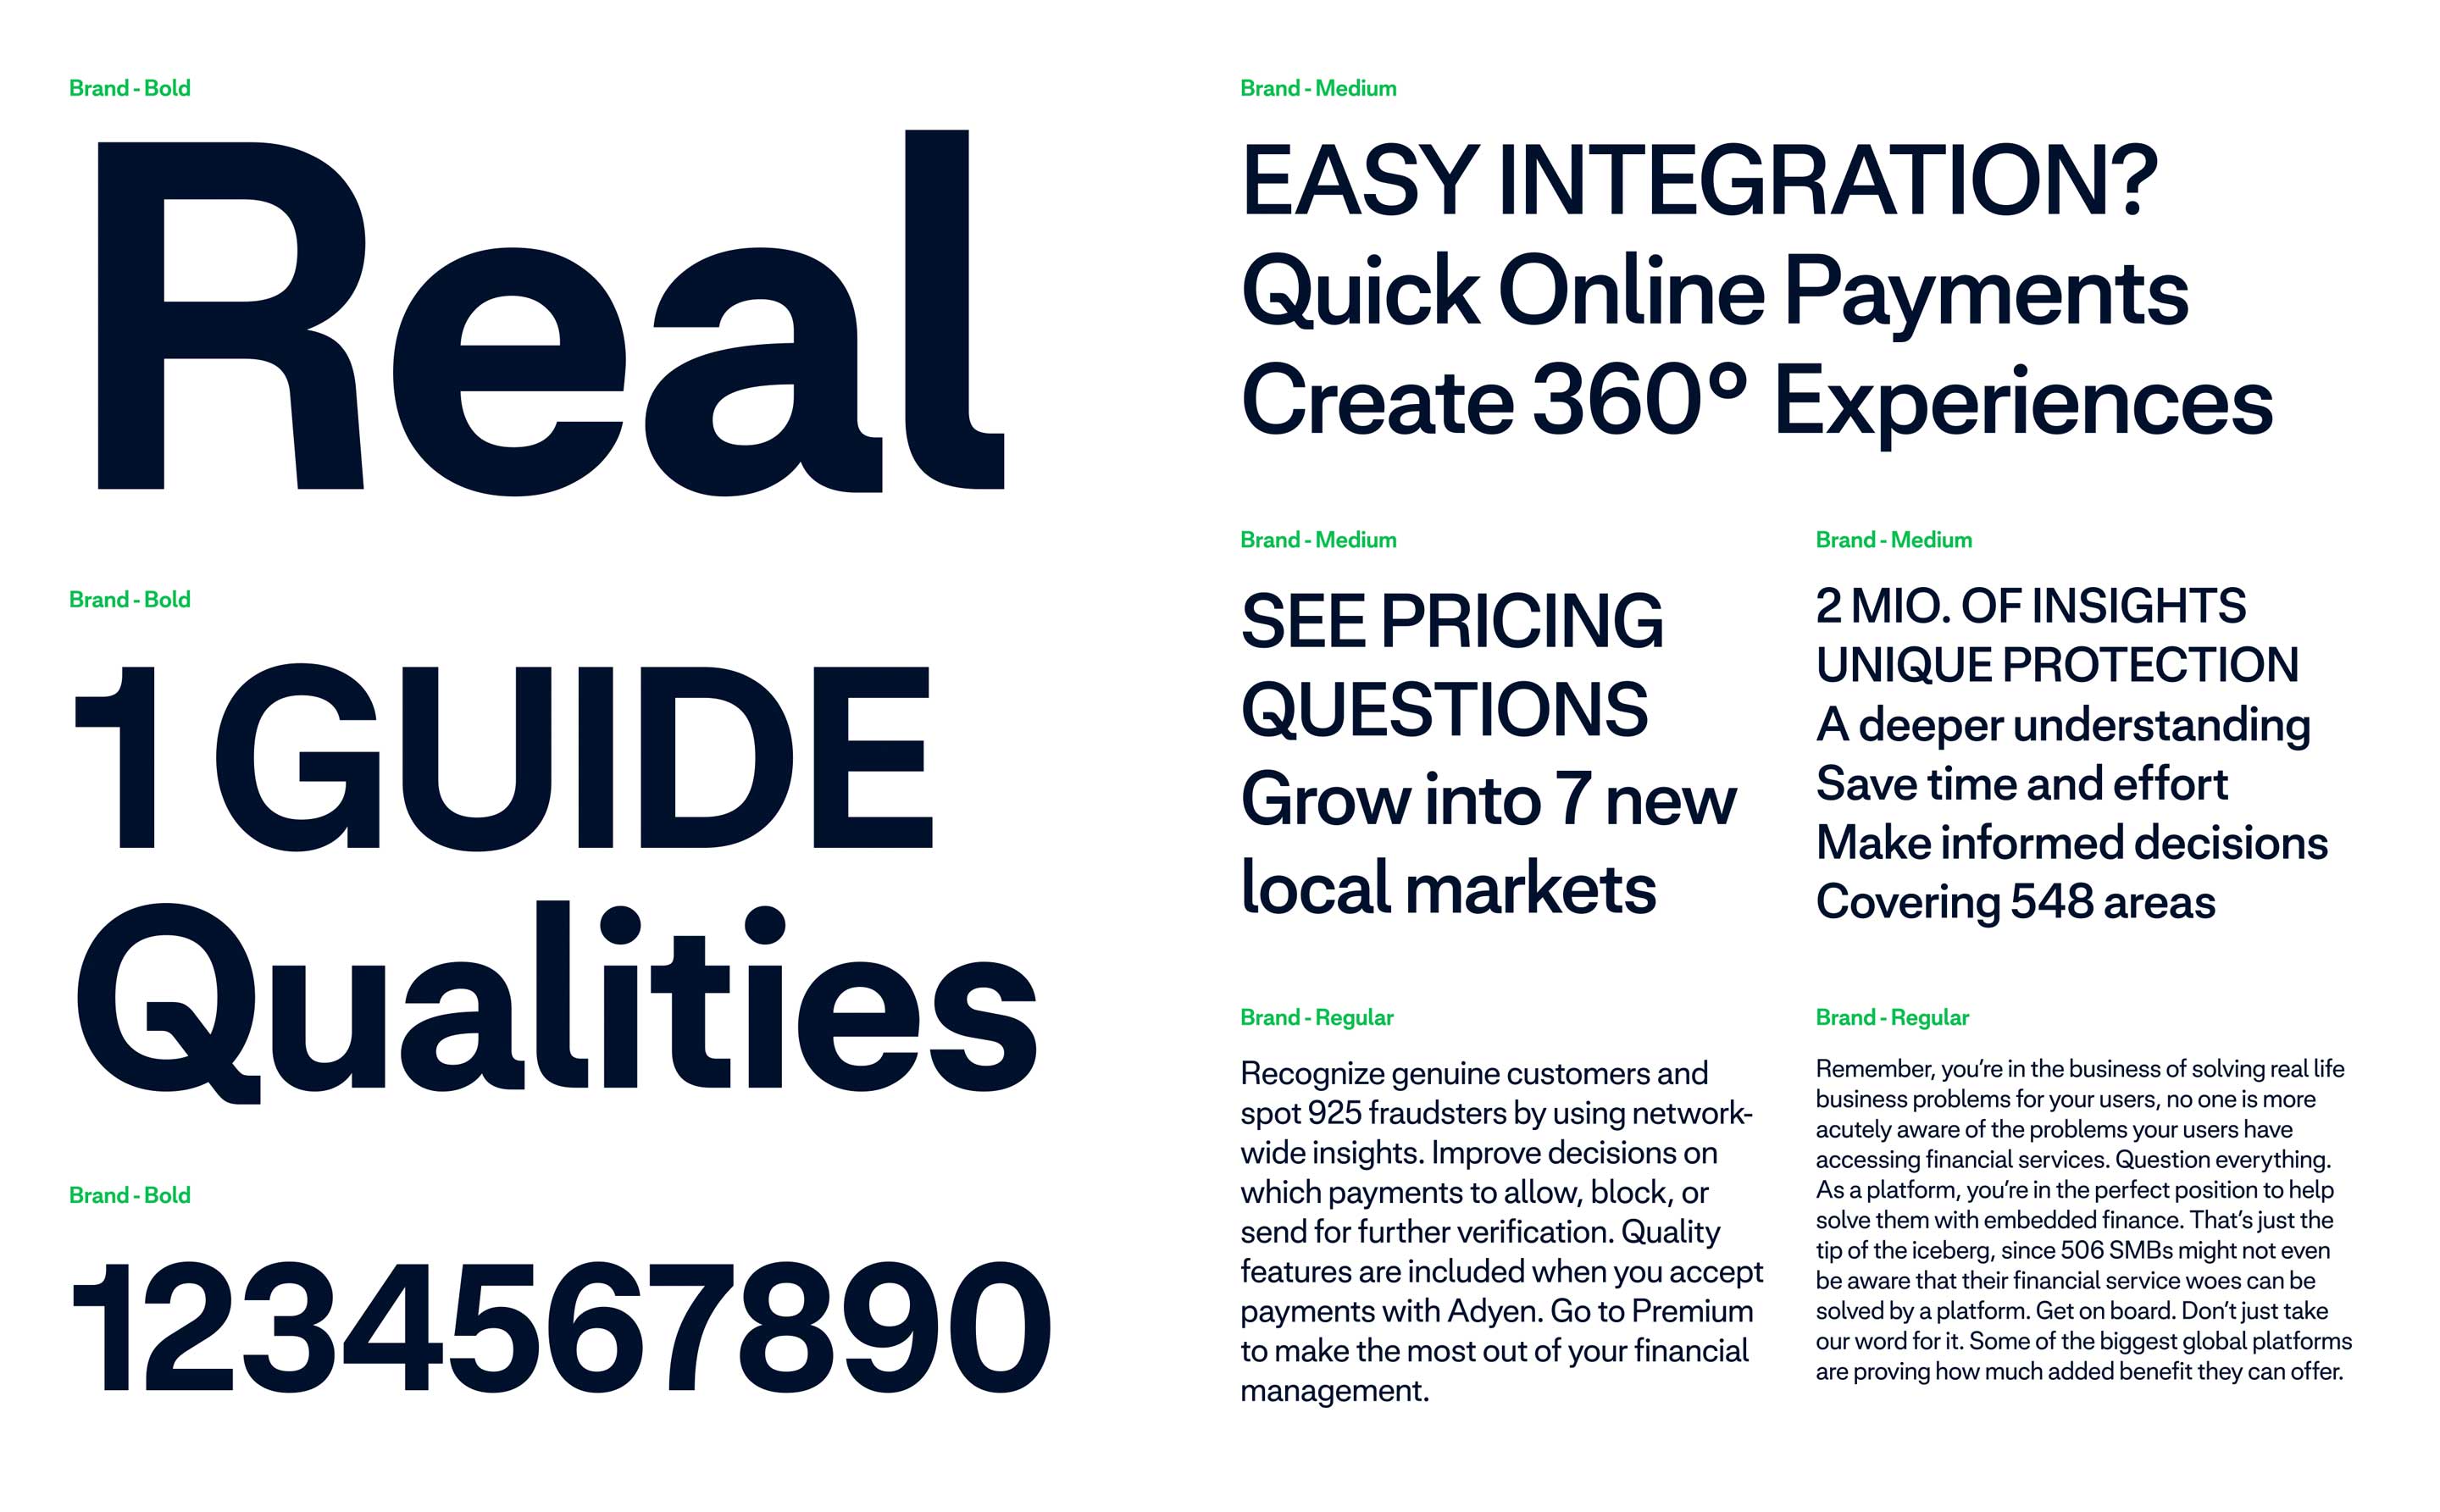 Brand - Bold
Real
Brand - Bold
1 GUIDE
Qualities
Brand - Bold
1234567890
Brand - Medium
EASY INTEGRATION?
Quick Online Payments
Create 360° Experiences
Brand - Medium
SEE PRICING
QUESTIONS
Grow into 7 new
local markets
Brand - Medium
2 MIO. OF INSIGHTS
UNIQUE PROTECTION
A deeper understanding
Save time and effort
Make informed decisions
Covering 548 areas
Brand - Regular
Recognize genuine customers and
spot 925 fraudsters by using network-
wide insights. Improve decisions on
which payments to allow, block, or
send for further verification. Quality
features are included when you accept
payments with Adyen. Go to Premium
to make the most out of your financial
management.
Brand - Regular
Remember, you’re in the business of solving real life
business problems for your users, no one is more
acutely aware of the problems your users have
accessing financial services. Question everything.
As a platform, you’re in the perfect position to help
solve them with embedded finance. That’s just the
tip of the iceberg, since 506 SMBs might not even
be aware that their financial service woes can be
solved by a platform. Get on board. Don’t just take
our word for it. Some of the biggest global platforms
are proving how much added benefit they can offer.